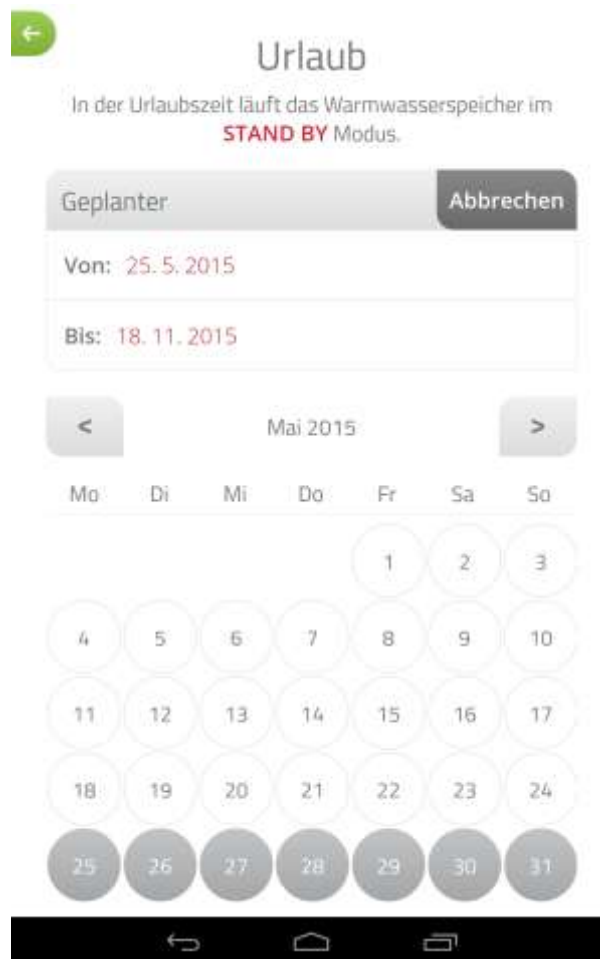 Urlaub
In der Urlaubszeit läuft das Warmwasserspeicher im
STAND BY Modus.
Geplanter Abbrechen
Von: 25. 5. 2015
Bis: 18. 11. 2015
< Mai 2015 >
Mo Di Mi Do Fr Sa So
1 2 3
4 5 6 7 8 9 10
11 12 13 14 15 16 17
18 19 20 21 22 23 24
25 26 27 28 29 30 31